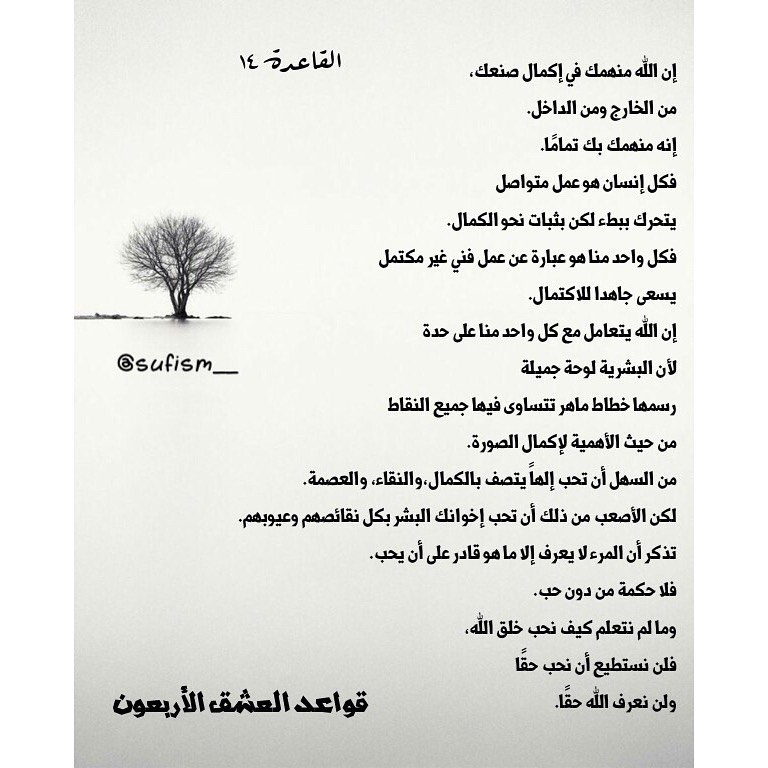 القاعدة ١٤
إن الله منهمك في إكمال صنعك،
من الخارج ومن الداخل.
إنه منهمك بك تمامًا.
فكل إنسان هو عمل متواصل
يتحرك ببطء لكن بثبات نحو الكمال.
فكل واحد منا هو عبارة عن عمل فني غير مكتمل
يسعى جاهدا للاكتمال.
إن الله يتعامل مع كل واحد منا على حدة
لأن البشرية لوحة جميلة
رسمها خطاط ماهر تتساوى فيها جميع النقاط
من حيث الأهمية لإكمال الصورة.
من السهل أن تحب إلهاً يتصف بالكمال،والنقاء، والعصمة.
لكن الأصعب من ذلك أن تحب إخوانك البشر بكل نقائصهم وعيوبهم.
تذكر أن المرء لا يعرف إلا ما هو قادر على أن يحب.
فلا حكمة من دون حب.
وما لم نتعلم كيف نحب خلق الله،
فلن نستطيع أن نحب حقًا
ولن نعرف الله حقًا.
@sufism__
قواعد العشق الأربعون